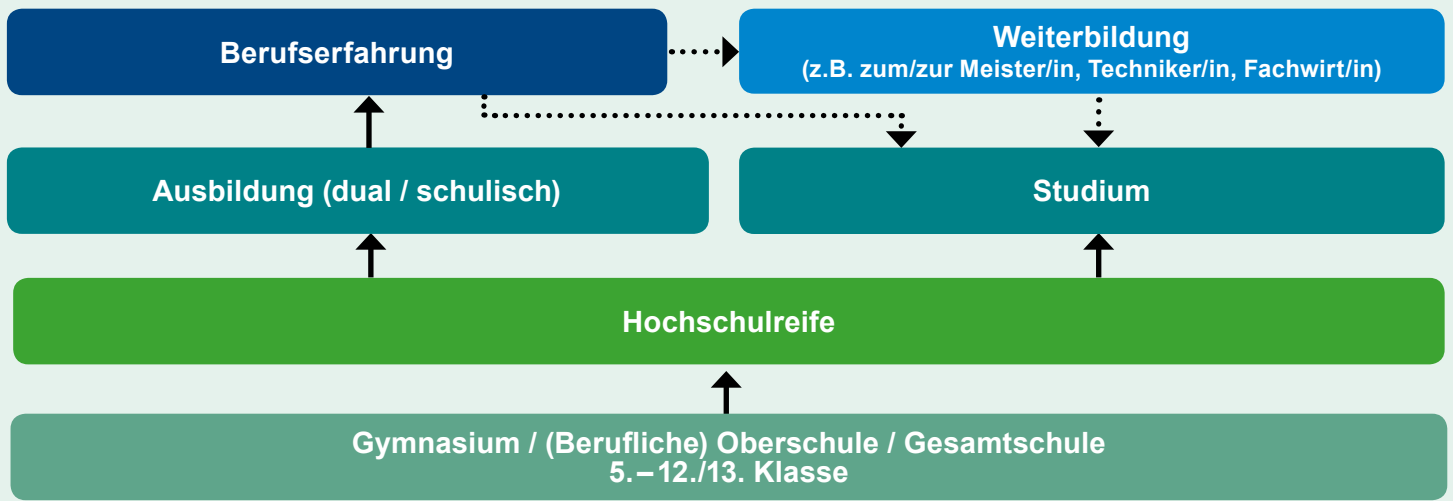 Berufserfahrung
Weiterbildung
(z.B. zum/zur Meister/in, Techniker/in, Fachwirt/in)
Ausbildung (dual / schulisch)
Studium
Hochschulreife
Gymnasium / (Berufliche) Oberschule / Gesamtschule
5. – 12./13. Klasse